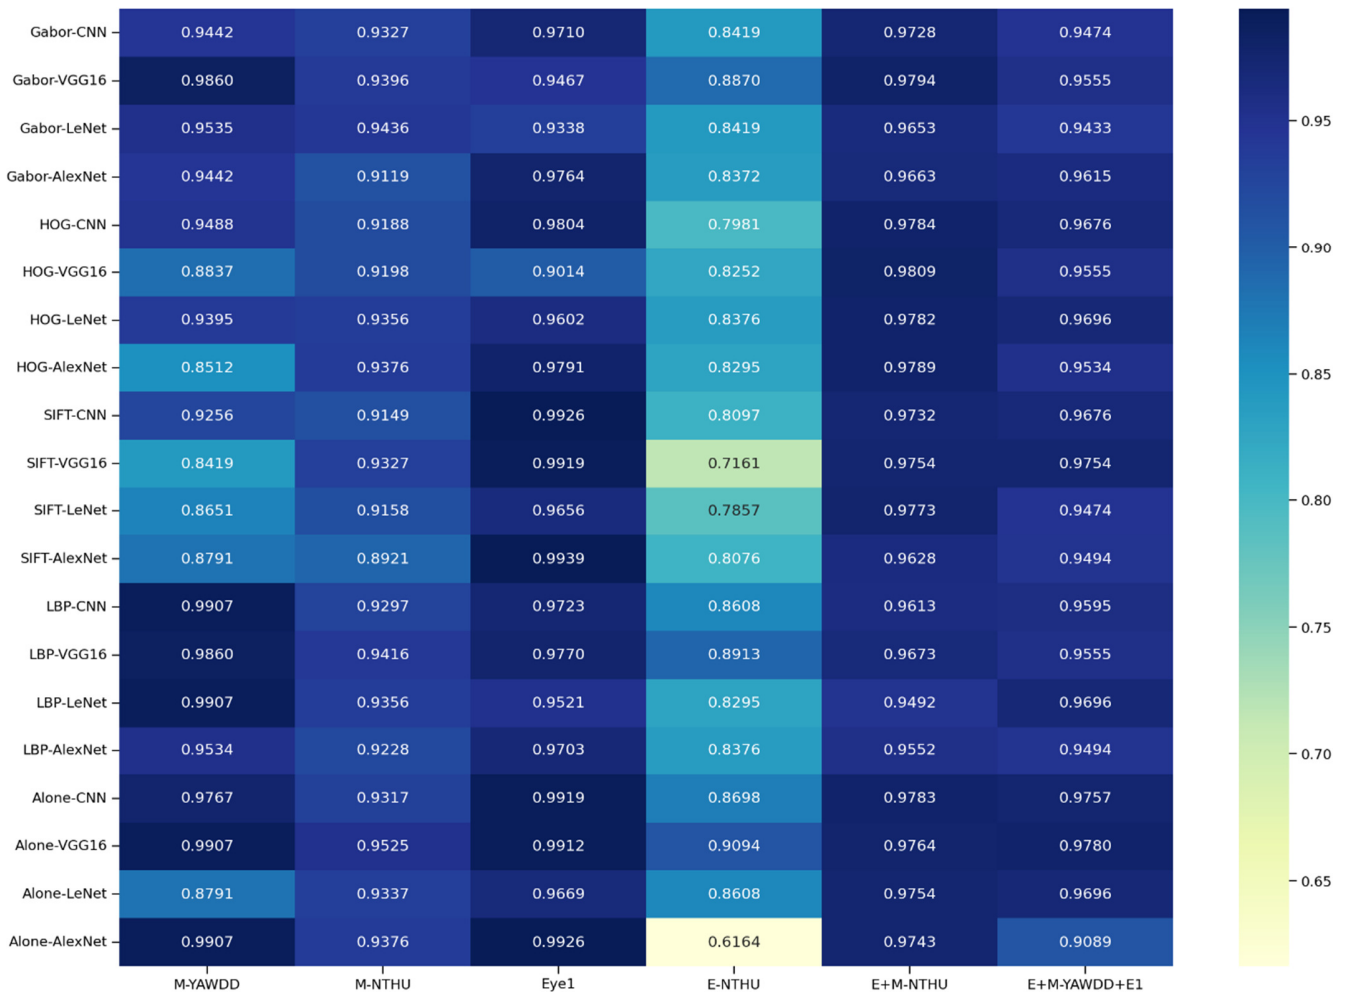 Gabor-CNN 0.9442 0.9327 0.9710 0.8419 0.9728 0.9474
Gabor-VGG16 0.9860 0.9396 0.9467 0.8870 0.9794 0.9555
Gabor-LeNet 0.9535 0.9436 0.9338 0.8419 0.9653 0.9433
Gabor-AlexNet 0.9442 0.9119 0.9764 0.8372 0.9663 0.9615
HOG-CNN 0.9488 0.9188 0.9804 0.7981 0.9784 0.9676
HOG-VGG16 0.8837 0.9198 0.9014 0.8252 0.9809 0.9555
HOG-LeNet 0.9395 0.9356 0.9602 0.8376 0.9782 0.9696
HOG-AlexNet 0.8512 0.9376 0.9791 0.8295 0.9789 0.9534
SIFT-CNN 0.9256 0.9149 0.9926 0.8097 0.9732 0.9676
SIFT-VGG16 0.8419 0.9327 0.9919 0.7161 0.9754 0.9754
SIFT-LeNet 0.8651 0.9158 0.9656 0.7857 0.9773 0.9474
SIFT-AlexNet 0.8791 0.8921 0.9939 0.8076 0.9628 0.9494
LBP-CNN 0.9907 0.9297 0.9723 0.8608 0.9613 0.9595
LBP-VGG16 0.9860 0.9416 0.9770 0.8913 0.9673 0.9555
LBP-LeNet 0.9907 0.9356 0.9521 0.8295 0.9492 0.9696
LBP-AlexNet 0.9534 0.9228 0.9703 0.8376 0.9552 0.9494
Alone-CNN 0.9767 0.9317 0.9919 0.8698 0.9783 0.9757
Alone-VGG16 0.9907 0.9525 0.9912 0.9094 0.9764 0.9780
Alone-LeNet 0.8791 0.9337 0.9669 0.8608 0.9754 0.9696
Alone-AlexNet 0.9907 0.9376 0.9926 0.6164 0.9743 0.9089
M-YAWDD M-NTHU Eye1 E-NTHU E+M-NTHU E+M-YAWDD+E1
0.95
0.90
0.85
0.80
0.75
0.70
0.65